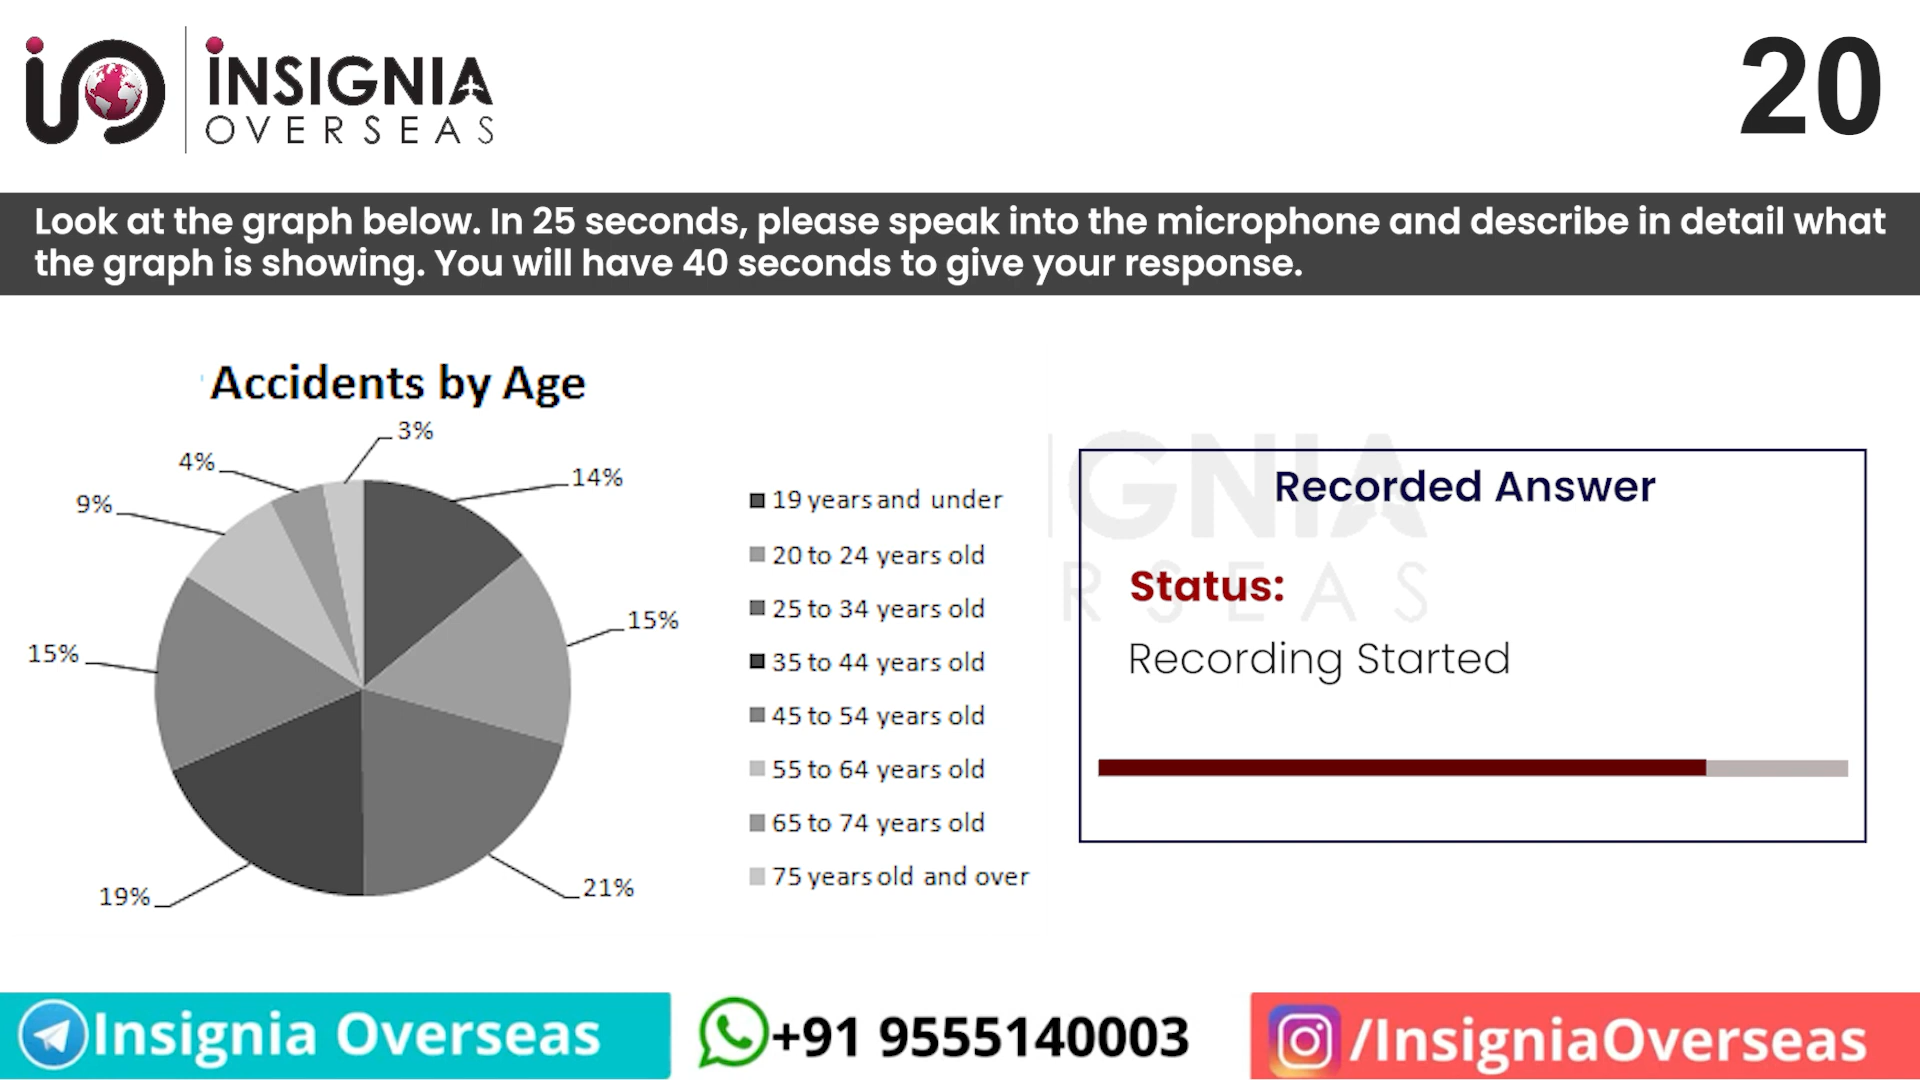 iNSIGNIA
OVERSEAS
20
Look at the graph below. In 25 seconds, please speak into the microphone and describe in detail what
the graph is showing. You will have 40 seconds to give your response.
Accidents by Age
3%
4%
14%
9%
15%
15%
19%
21%
19 years and under
20 to 24 years old
25 to 34 years old
35 to 44 years old
45 to 54 years old
55 to 64 years old
65 to 74 years old
75 years old and over
GNIA
RSEAS
Recorded Answer
Status:
Recording Started
Insignia Overseas
+91 9555140003
/InsigniaOverseas